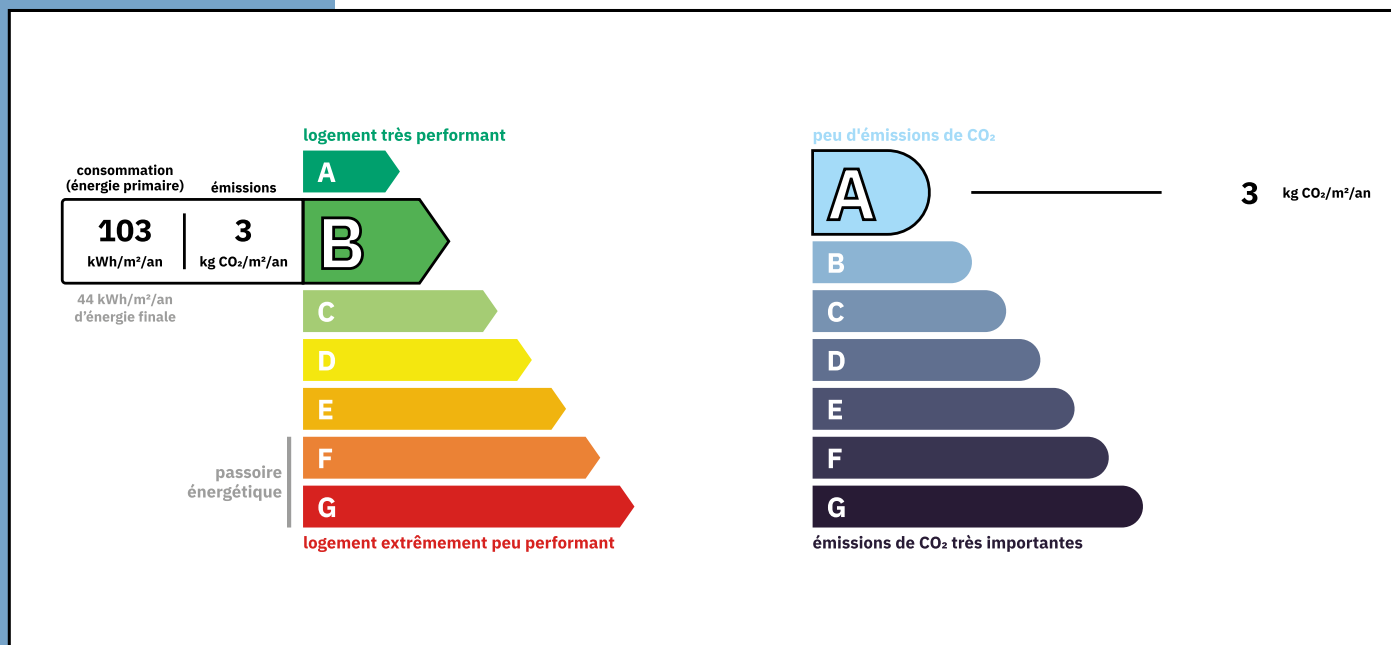 logement très performant
A
consommation
(énergie primaire)
émissions
103
kWh/m²/an
3
kg CO₂/m²/an
B
44 kWh/m²/an
d'énergie finale
C
D
E
F
passoire
énergétique
G
logement extrêmement peu performant
peu d'émissions de CO₂
A
3 kg CO₂/m²/an
B
C
D
E
F
G
émissions de CO₂ très importantes